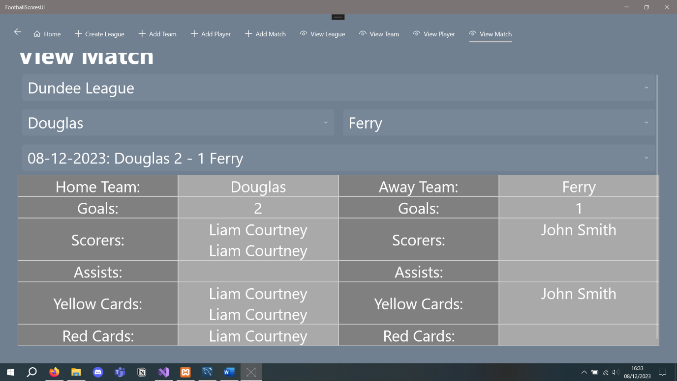 FootballScoresUI
Home Create League Add Team Add Player Add Match View League View Team View Player View Match
View Match
Dundee League
Douglas Ferry
08-12-2023: Douglas 2 - 1 Ferry
Home Team: Douglas Away Team: Ferry
Goals: 2 Goals: 1
Scorers: Liam Courtney Scorers: John Smith
Liam Courtney
Assists: Assists:
Yellow Cards: Liam Courtney Yellow Cards: John Smith
Liam Courtney
Red Cards: Liam Courtney Red Cards:
16:33
08/12/2023